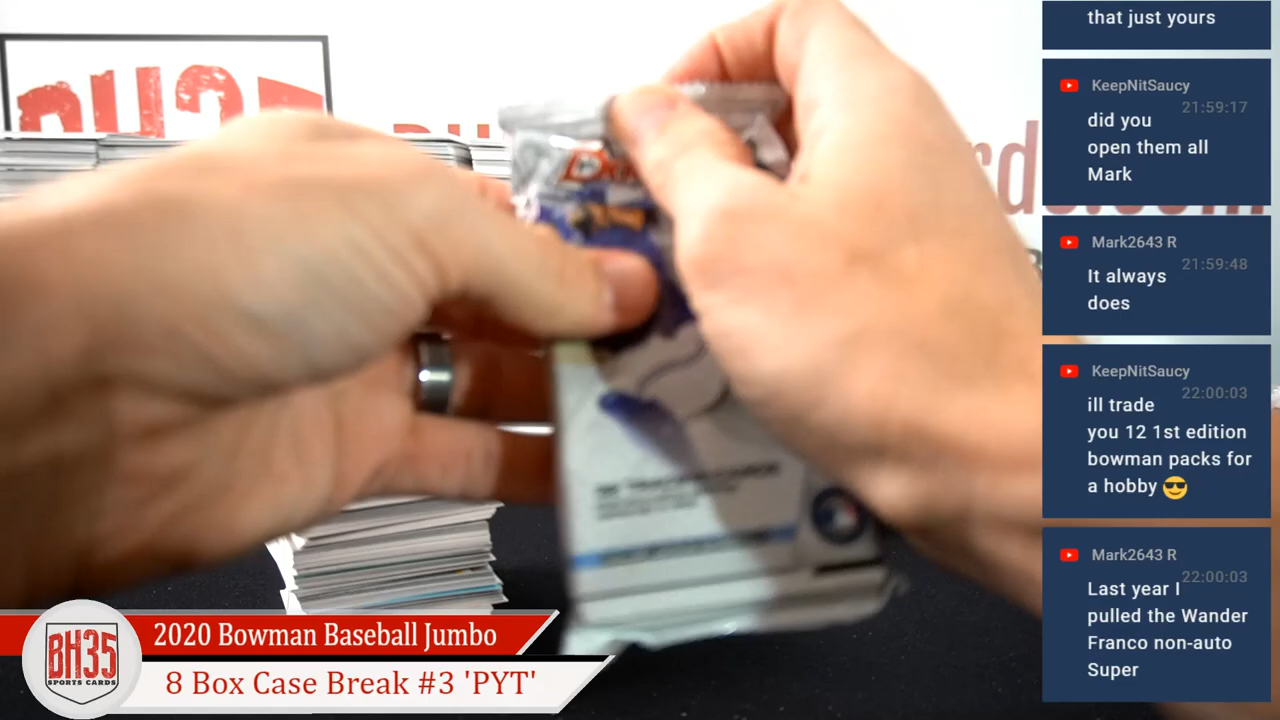 BH35
that just yours
KeepNitSaucy
21:59:17
did you
open them all
Mark
Mark2643 R
21:59:48
It always
does
KeepNitSaucy
22:00:03
ill trade
you 12 1st edition
bowman packs for
a hobby 😎
Mark2643 R
22:00:03
Last year I
pulled the Wander
Franco non-auto
Super
BH35
SPORTS CARDS
2020 Bowman Baseball Jumbo
8 Box Case Break #3 'PYT'